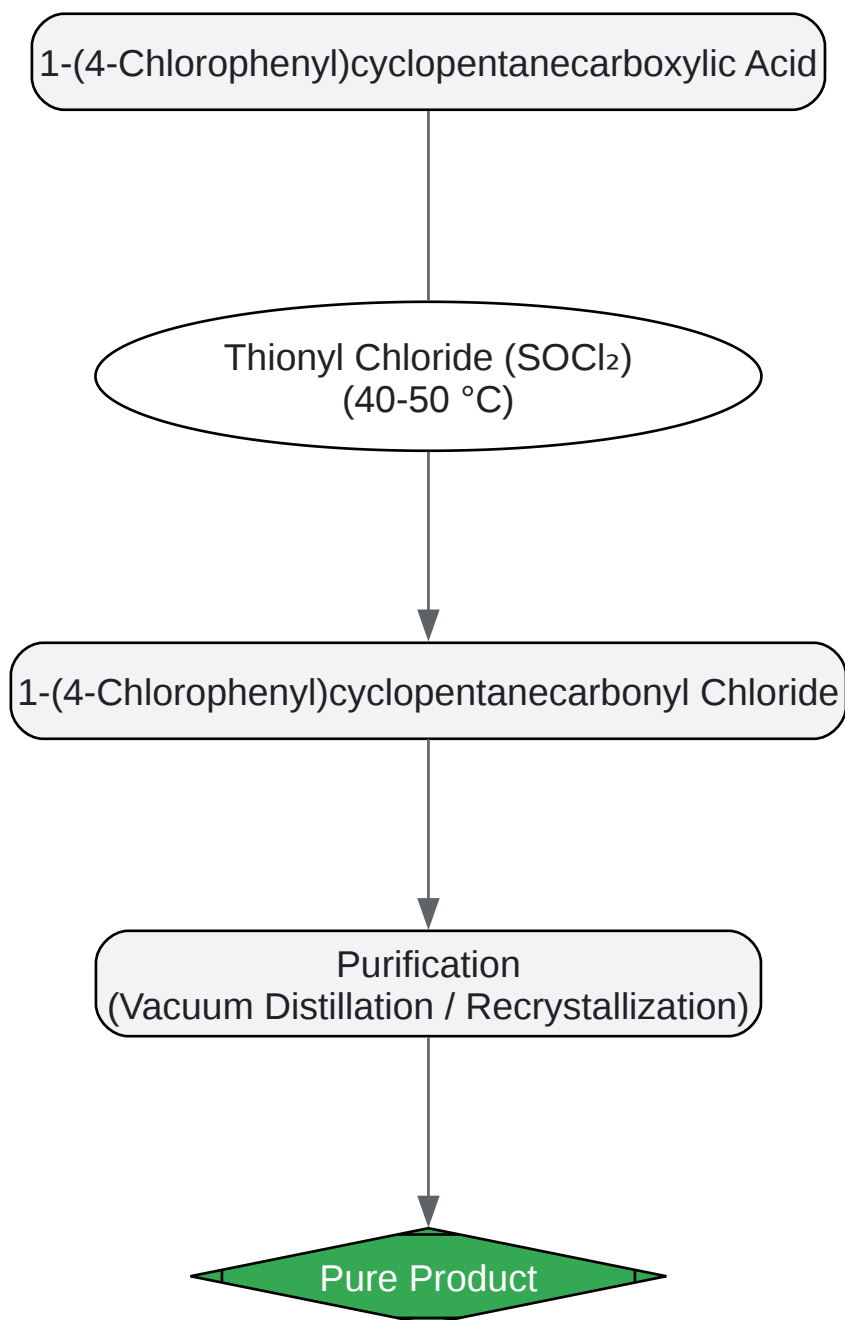 1-(4-Chlorophenyl)cyclopentanecarboxylic Acid
Thionyl Chloride (SOCl₂)
(40-50 °C)
1-(4-Chlorophenyl)cyclopentanecarbonyl Chloride
Purification
(Vacuum Distillation / Recrystallization)
Pure Product